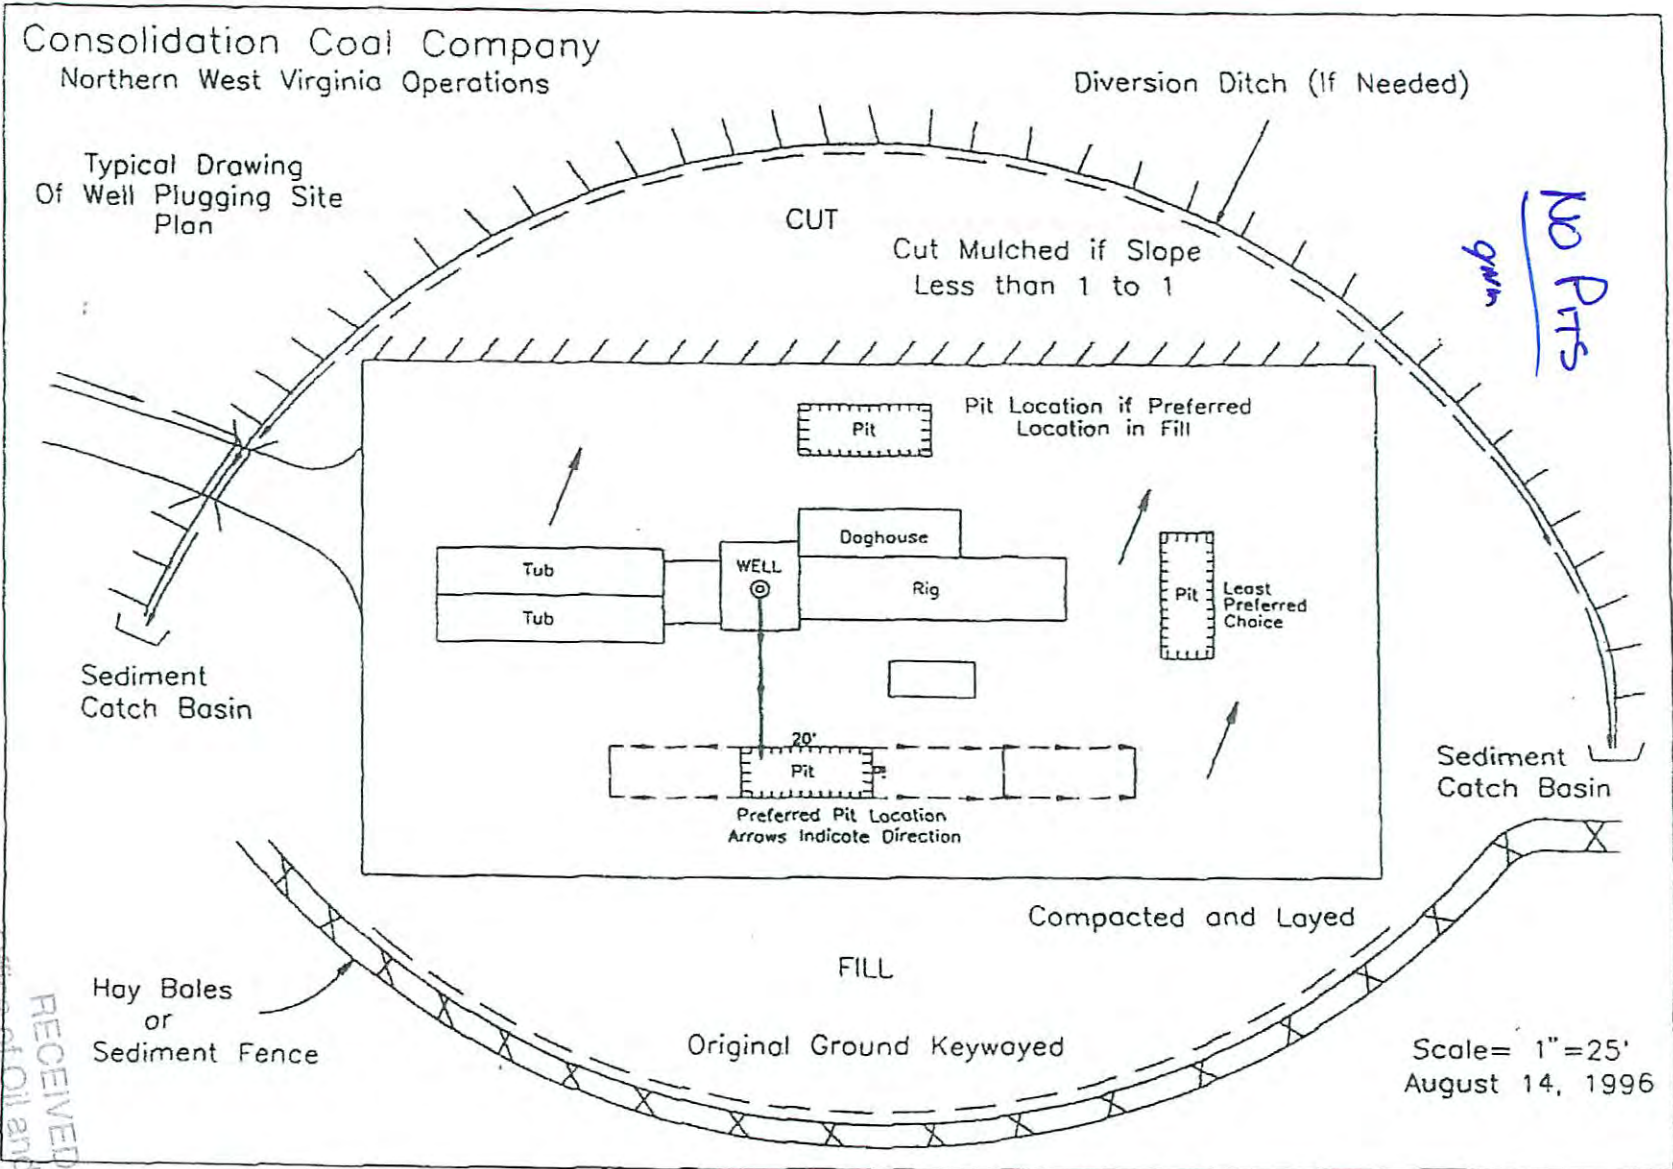 Consolidation Coal Company
Northern West Virginia Operations
Diversion Ditch (If Needed)
Typical Drawing
Of Well Plugging Site
Plan
NO PITS
CUT
Cut Mulched if Slope
Less than 1 to 1
Pit
Pit Location if Preferred
Location in Fill
Doghouse
Tub
WELL
Rig
Tub
Pit
Least
Preferred
Choice
Sediment
Catch Basin
20'
Pit
Preferred Pit Location
Arrows Indicate Direction
Sediment
Catch Basin
Compacted and Layed
FILL
Hay Bales
or
Sediment Fence
Original Ground Keywayed
Scale= 1"=25'
August 14, 1996
RECEIVED
of Oil and